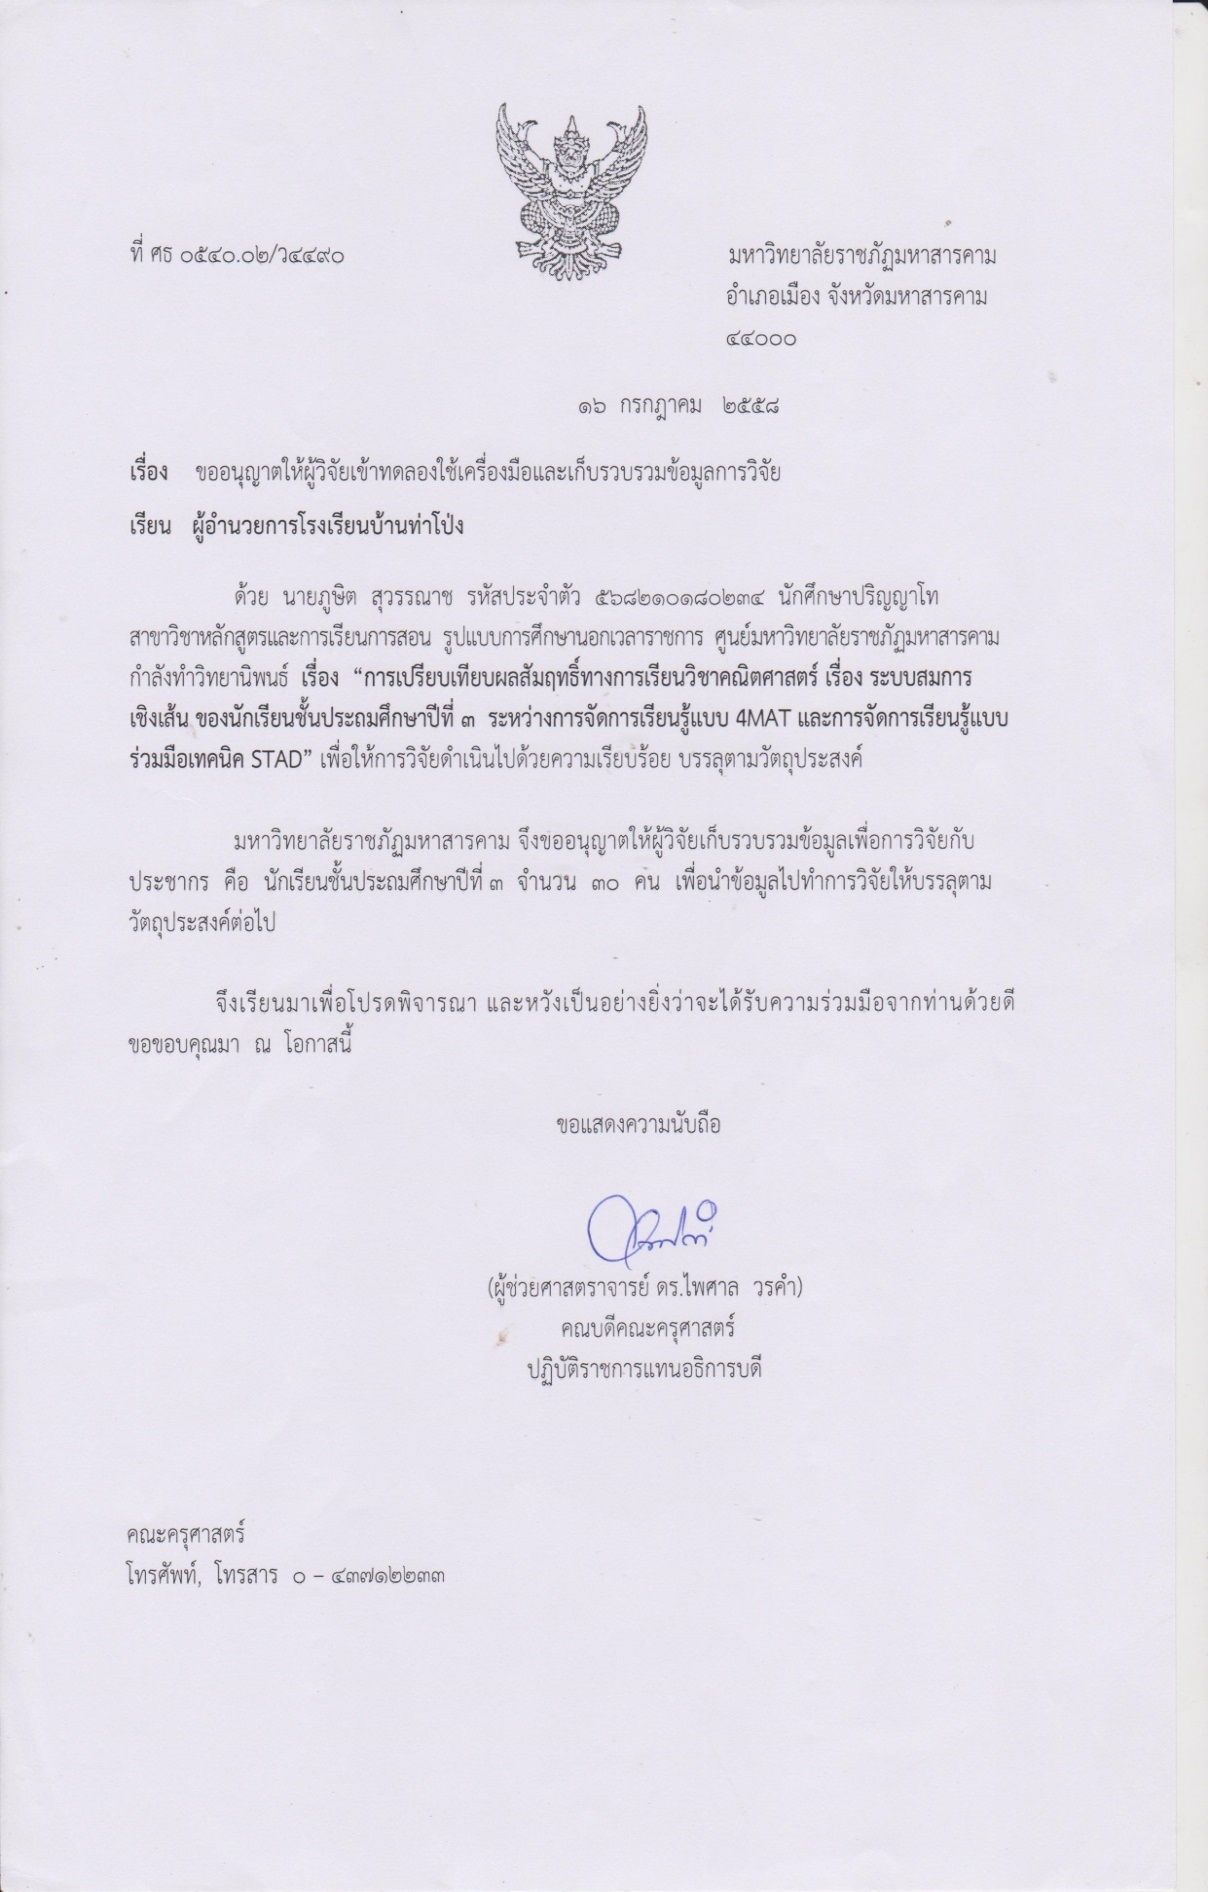 ที่ ศธ ๐๕๔๐.๐๒/ว๔๔๙๐
มหาวิทยาลัยราชภัฏมหาสารคาม
อำเภอเมือง จังหวัดมหาสารคาม
๔๔๐๐๐
๑๖ กรกฎาคม ๒๕๕๘
เรื่อง ขออนุญาตให้ผู้วิจัยเข้าทดลองใช้เครื่องมือและเก็บรวบรวมข้อมูลการวิจัย
เรียน ผู้อำนวยการโรงเรียนบ้านท่าโปง
ด้วย นายภูษิต สุวรรณาช รหัสประจำตัว ๕๖๘๒๑๐๑๘๐๒๓๔ นักศึกษาปริญญาโท
สาขาวิชาหลักสูตรและการเรียนการสอน รูปแบบการศึกษานอกเวลาราชการ ศูนย์มหาวิทยาลัยราชภัฏมหาสารคาม
กำลังทำวิทยานิพนธ์ เรื่อง “การเปรียบเทียบผลสัมฤทธิ์ทางการเรียนวิชาคณิตศาสตร์ เรื่อง ระบบสมการ
เชิงเส้น ของนักเรียนชั้นประถมศึกษาปีที่ ๓ ระหว่างการจัดการเรียนรู้แบบ 4MAT และการจัดการเรียนรู้แบบ
ร่วมมือเทคนิค STAD” เพื่อให้การวิจัยดำเนินไปด้วยความเรียบร้อย บรรลุตามวัตถุประสงค์
มหาวิทยาลัยราชภัฏมหาสารคาม จึงขออนุญาตให้ผู้วิจัยเก็บรวบรวมข้อมูลเพื่อการวิจัยกับ
ประชากร คือ นักเรียนชั้นประถมศึกษาปีที่ ๓ จำนวน ๓๐ คน เพื่อนำข้อมูลไปทำการวิจัยให้บรรลุตาม
วัตถุประสงค์ต่อไป
จึงเรียนมาเพื่อโปรดพิจารณา และหวังเป็นอย่างยิ่งว่าจะได้รับความร่วมมือจากท่านด้วยดี
ขอขอบคุณมา ณ โอกาสนี้
ขอแสดงความนับถือ
(ผู้ช่วยศาสตราจารย์ ดร.ไพศาล วรคำ)
คณบดีคณะครุศาสตร์
ปฏิบัติราชการแทนอธิการบดี
คณะครุศาสตร์
โทรศัพท์, โทรสาร ๐ – ๔๓๗๑๒๒๓๓